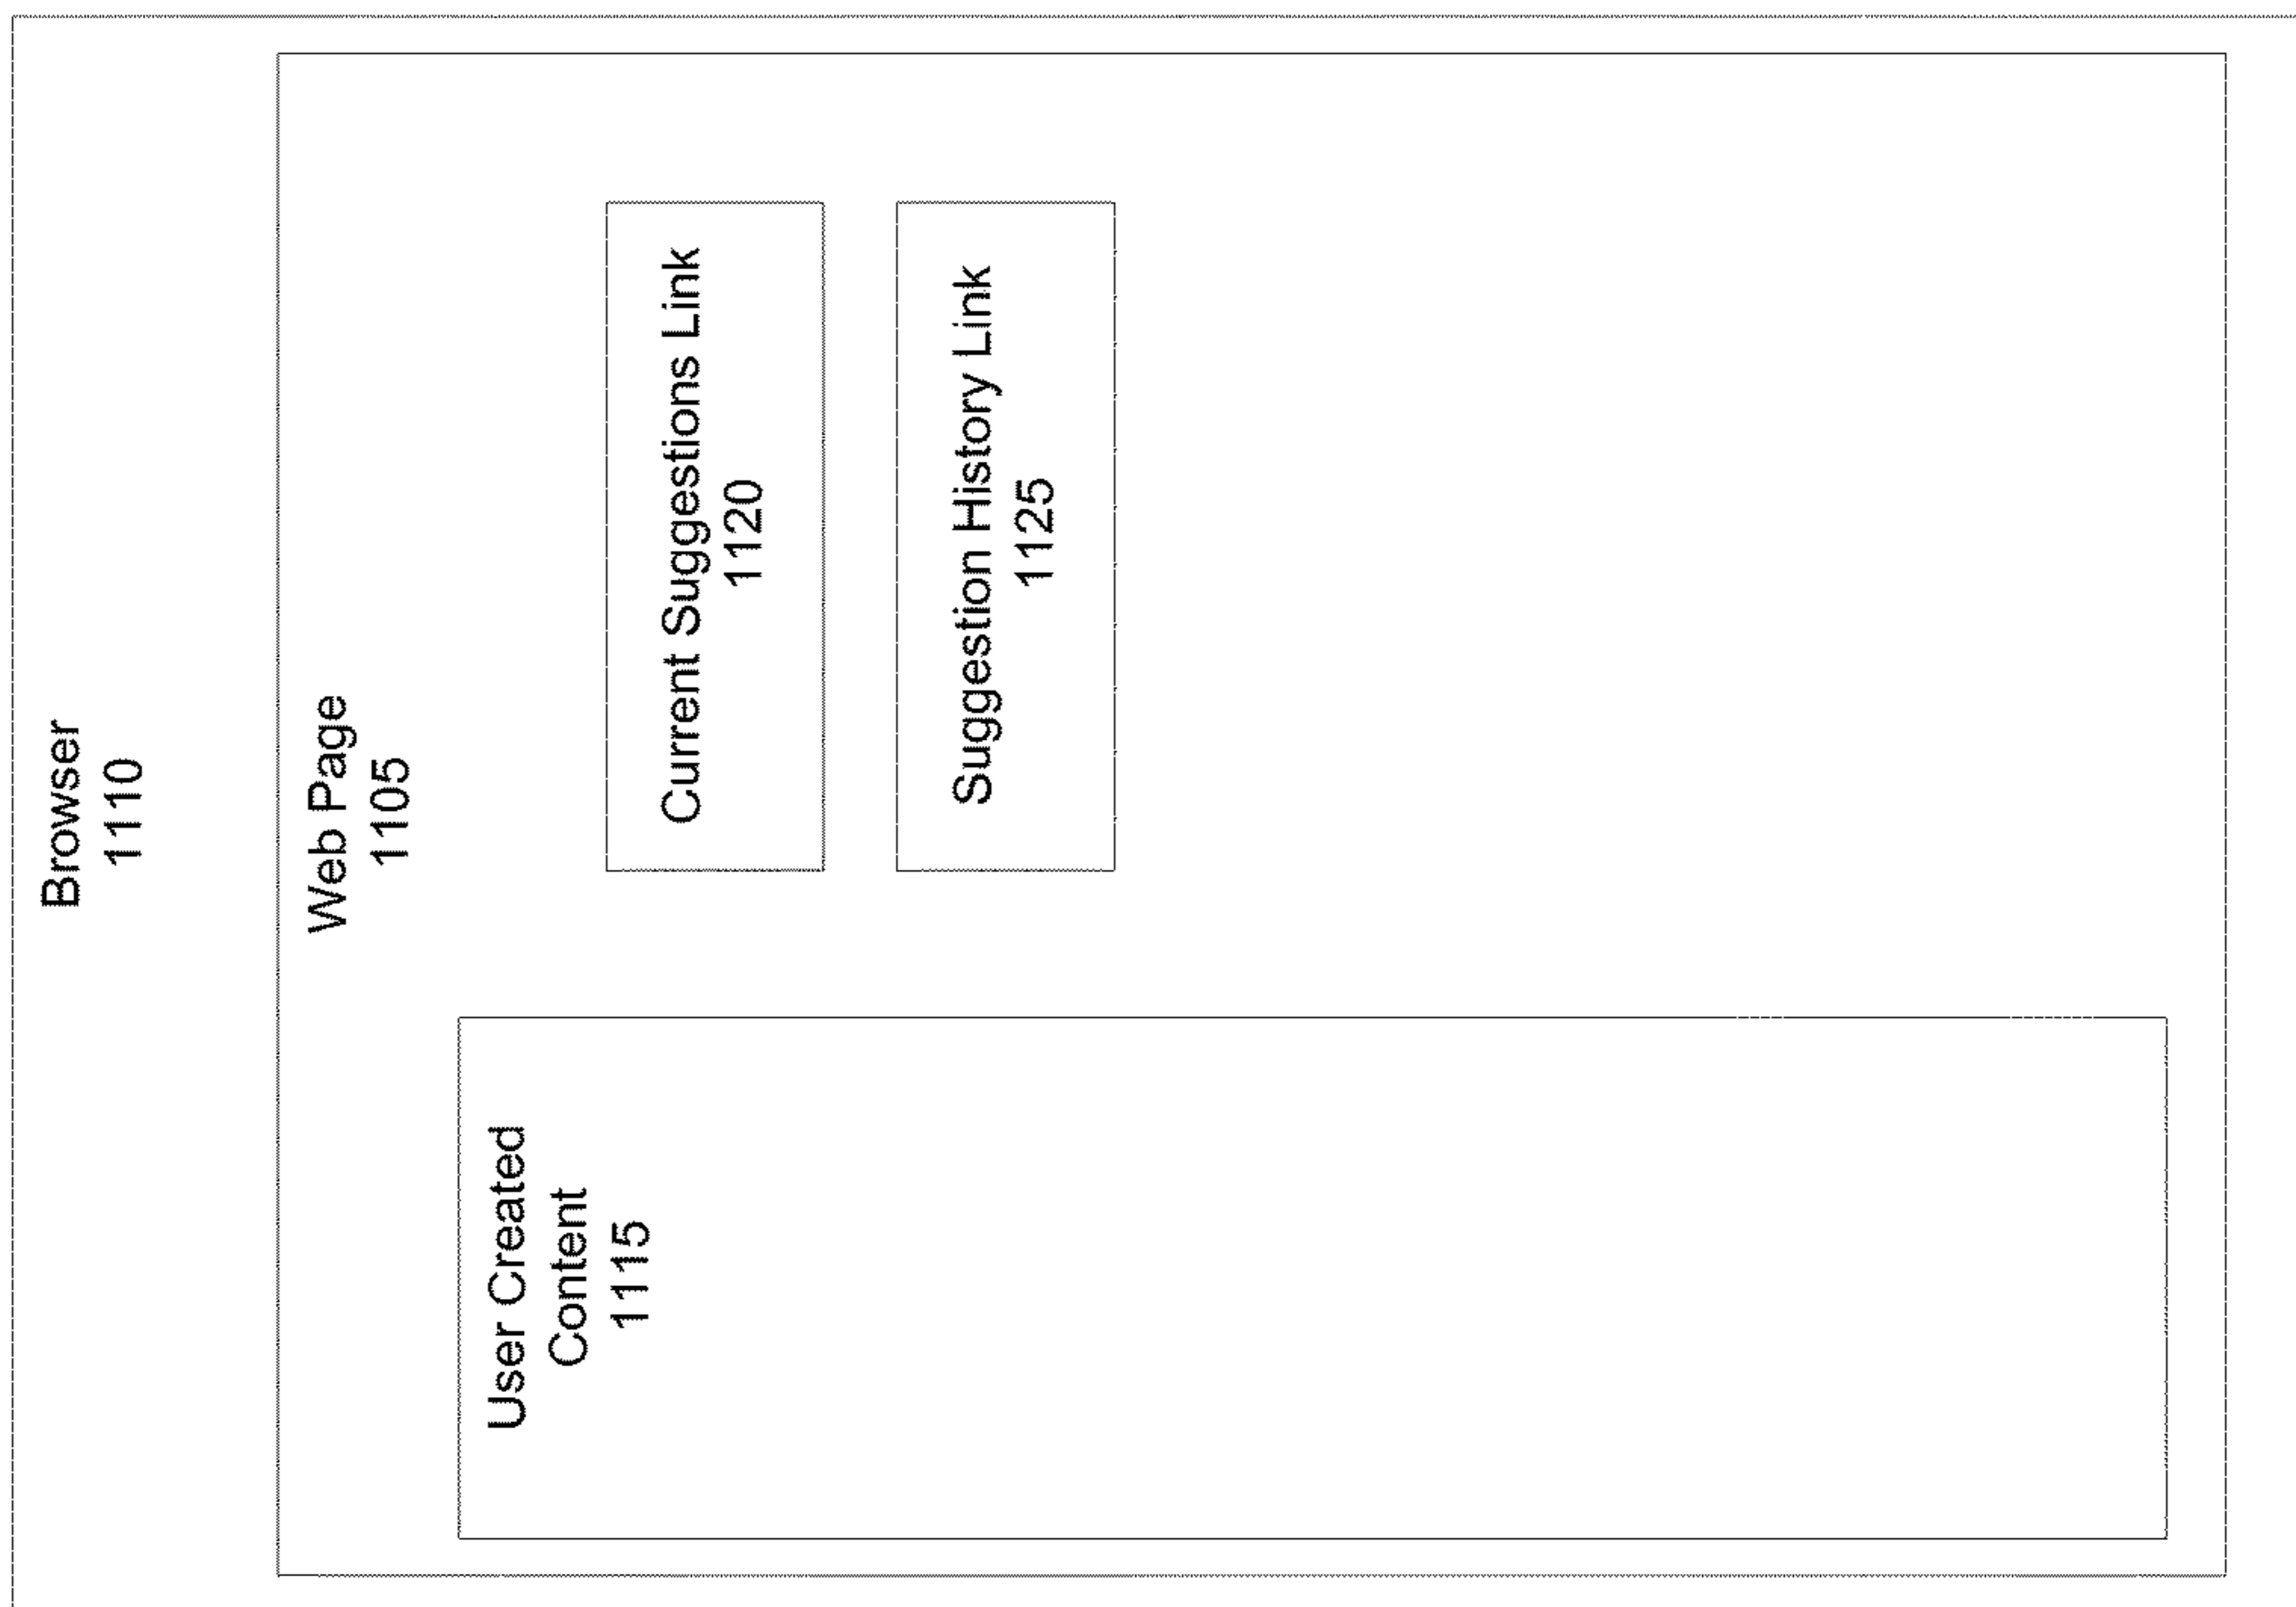 Browser
1110
Web Page
1105
User Created
Content
1115
Current Suggestions Link
1120
Suggestion History Link
1125